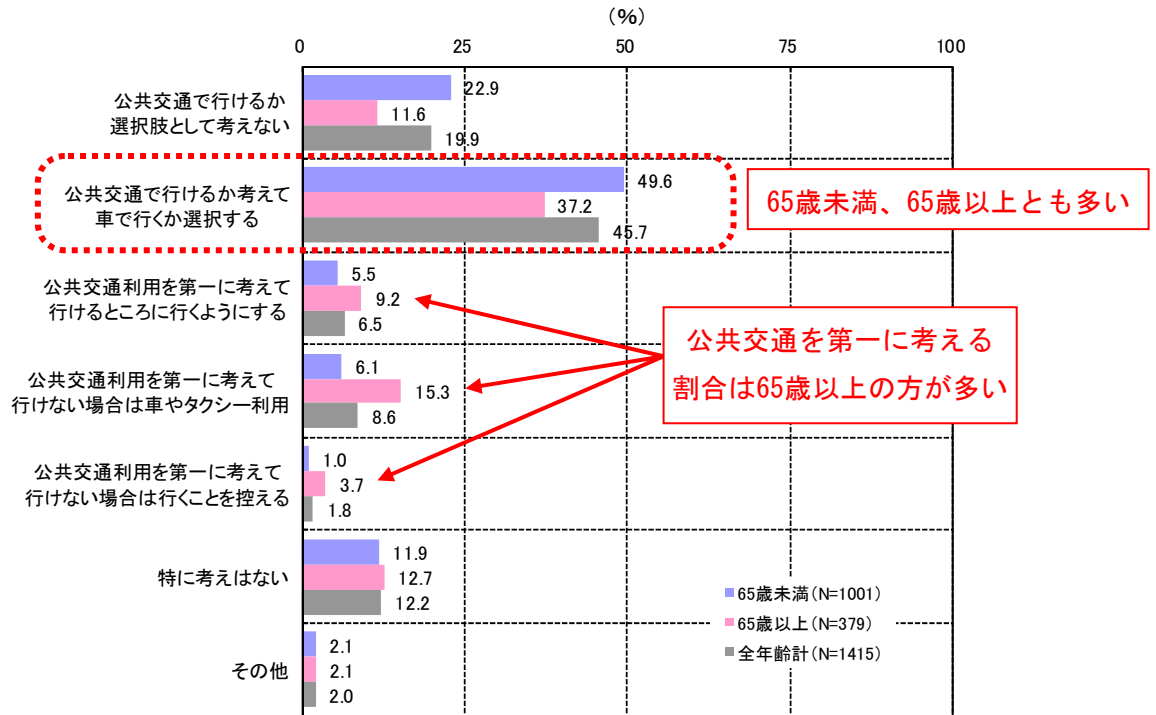 （％）
0
25
50
75
100
公共交通で行けるか
選択肢として考えない
22.9
11.6
19.9
公共交通で行けるか考えて
車で行くか選択する
49.6
37.2
45.7
65歳未満、65歳以上とも多い
公共交通利用を第一に考えて
行けるところに行くようにする
5.5
9.2
6.5
公共交通を第一に考える
割合は65歳以上の方が多い
公共交通利用を第一に考えて
行けない場合は車やタクシー利用
6.1
15.3
8.6
公共交通利用を第一に考えて
行けない場合は行くことを控える
1.0
3.7
1.8
特に考えはない
11.9
12.7
12.2
65歳未満（N=1001）
65歳以上（N=379）
全年齢計（N=1415）
その他
2.1
2.1
2.0